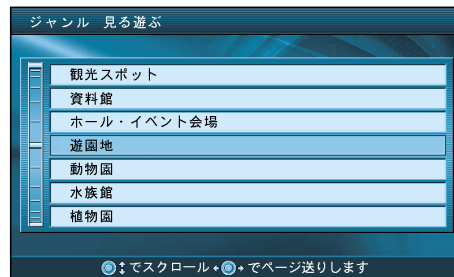 ジャンル 見る遊ぶ
観光スポット
資料館
ホール・イベント会場
遊園地
動物園
水族館
植物園
でスクロール でページ送りします